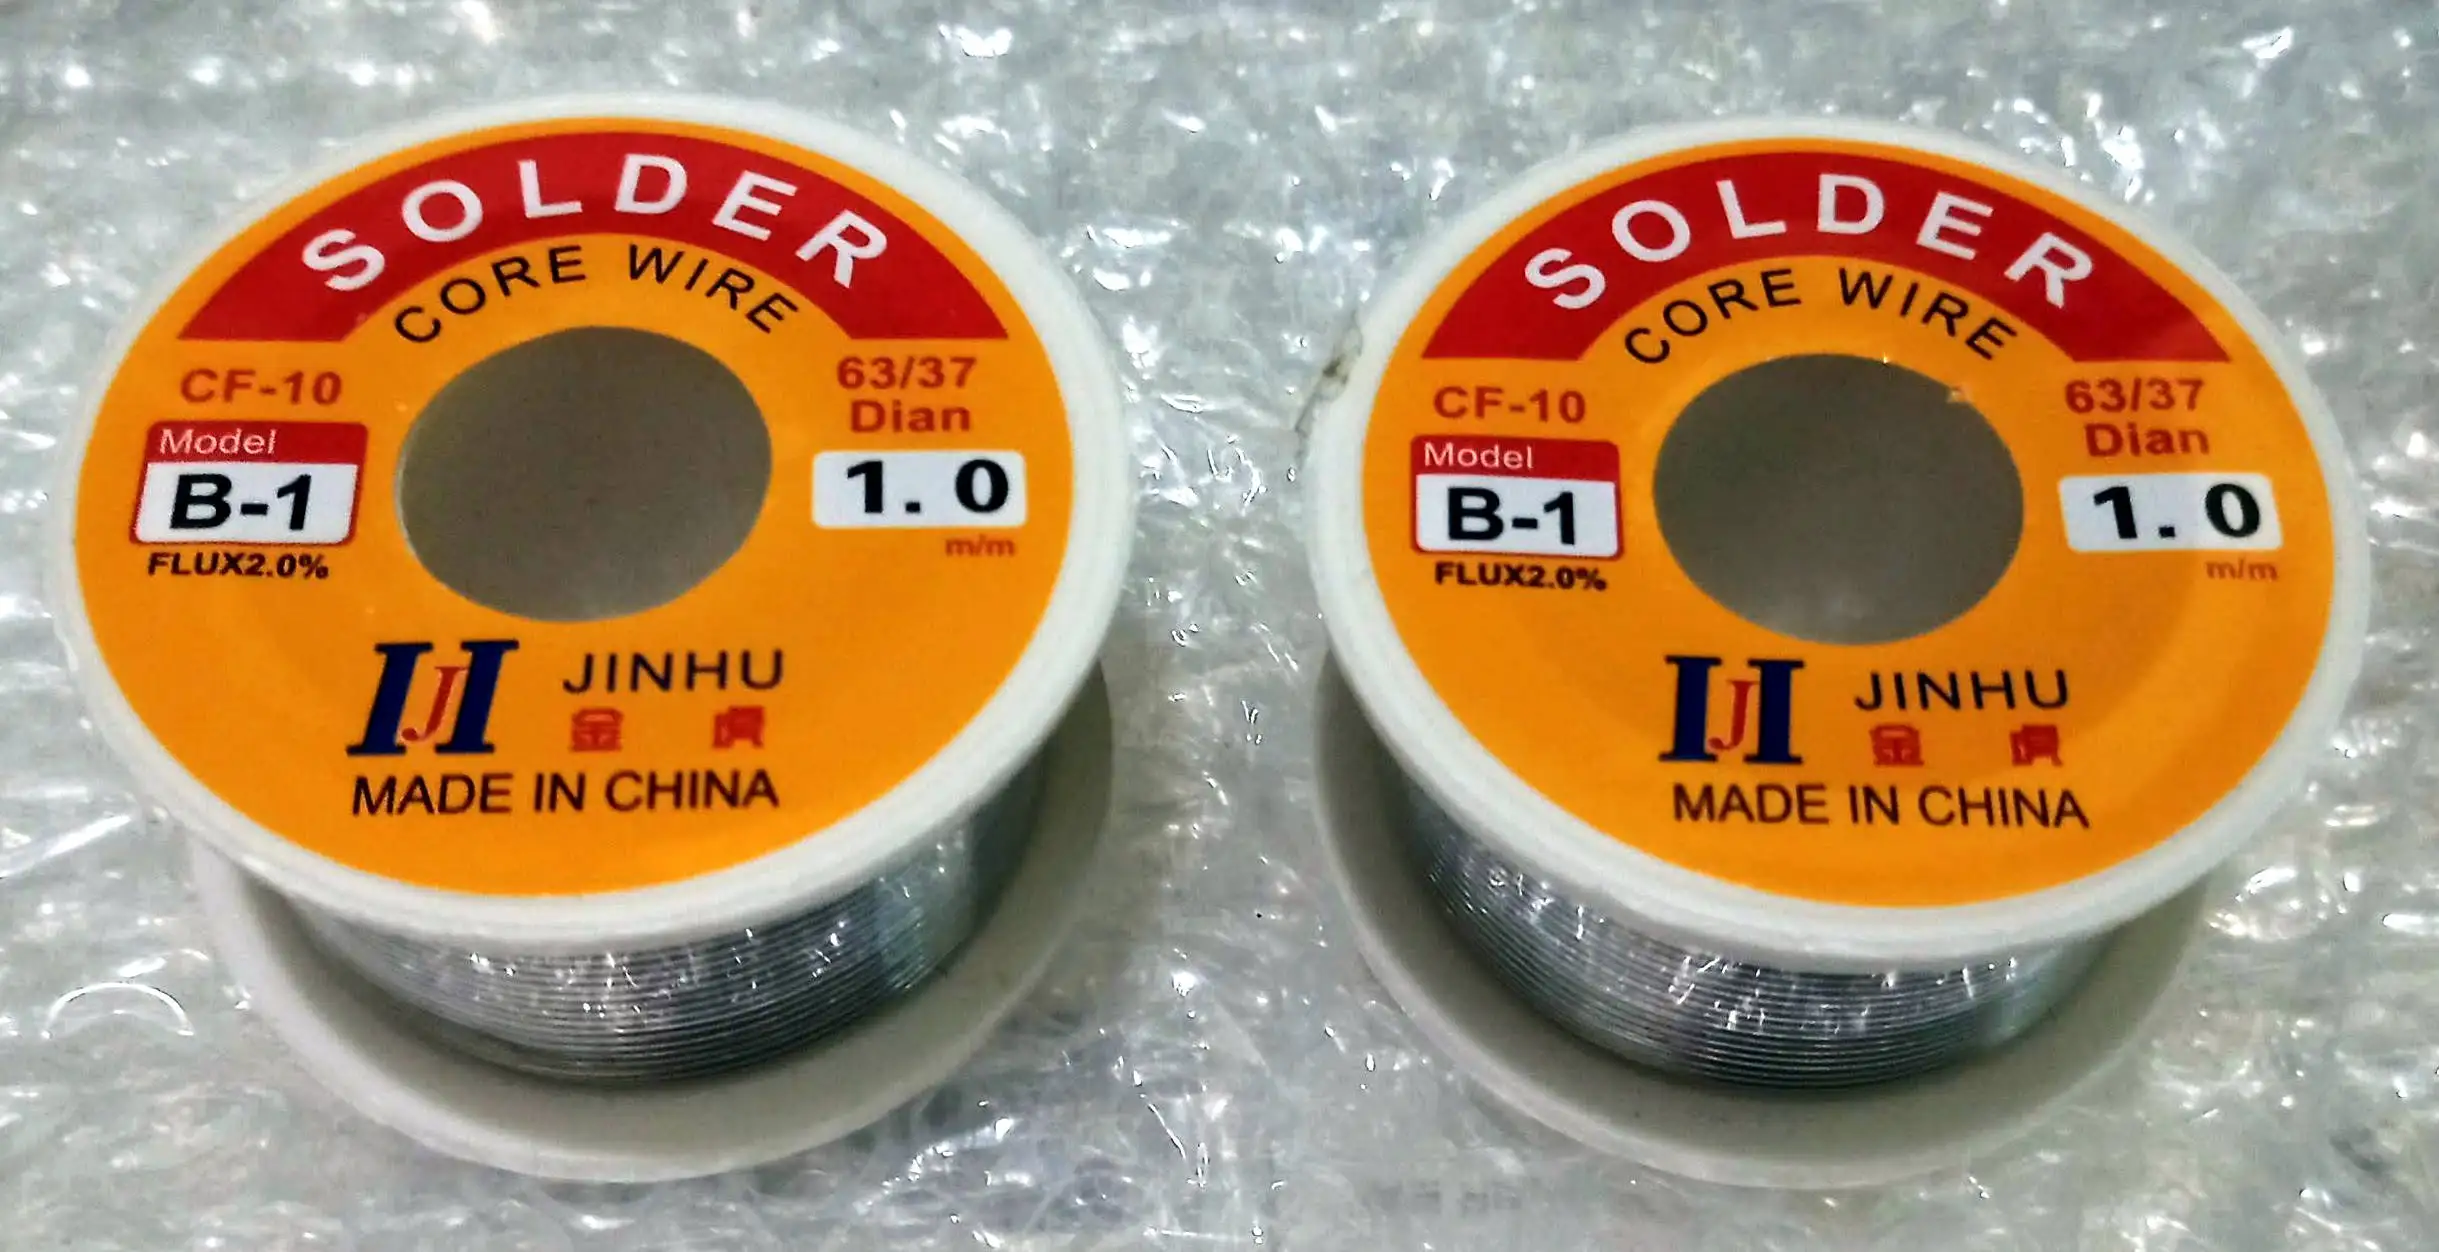 SOLDER
CORE WIRE
CF-10
Model
B-1
FLUX2.0%
63/37
Dian
1.0
m/m
IJI
JINHU
金 虎
MADE IN CHINA
SOLDER
CORE WIRE
CF-10
Model
B-1
FLUX2.0%
63/37
Dian
1.0
m/m
IJI
JINHU
金 虎
MADE IN CHINA